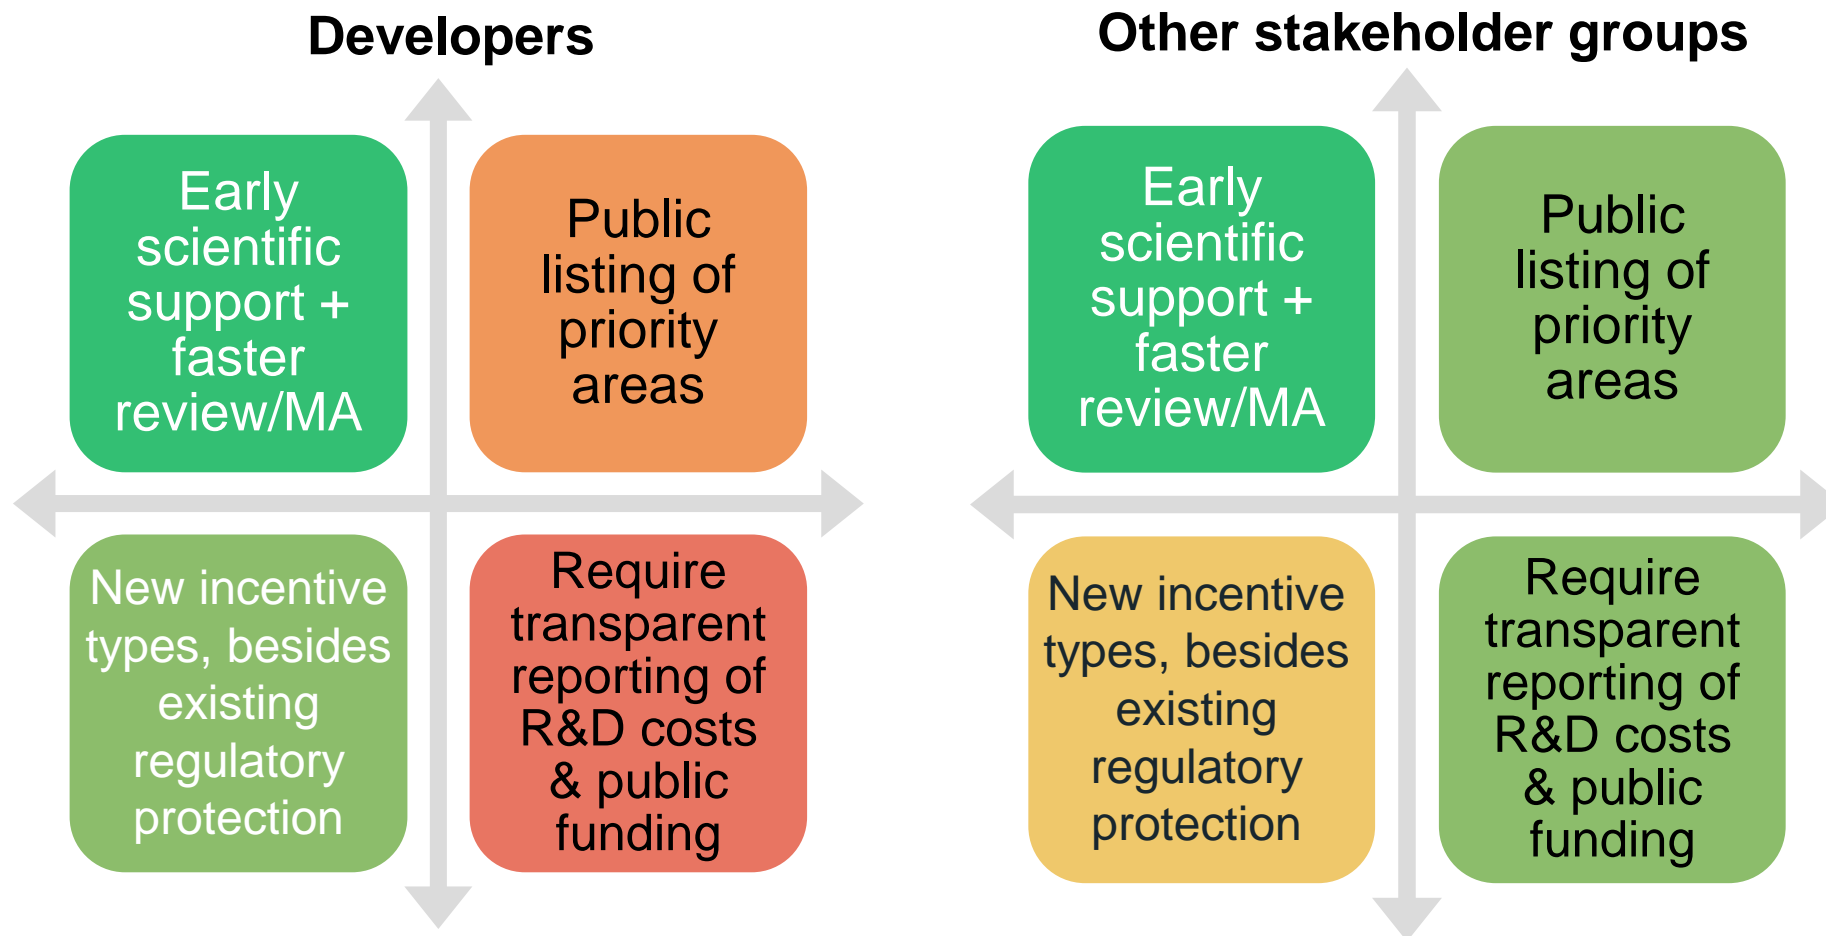 Developers
Early
scientific
support +
faster
review/MA
Public
listing of
priority
areas
New incentive
types, besides
existing
regulatory
protection
Require
transparent
reporting of
R&D costs
& public
funding
Other stakeholder groups
Early
scientific
support +
faster
review/MA
Public
listing of
priority
areas
New incentive
types, besides
existing
regulatory
protection
Require
transparent
reporting of
R&D costs
& public
funding